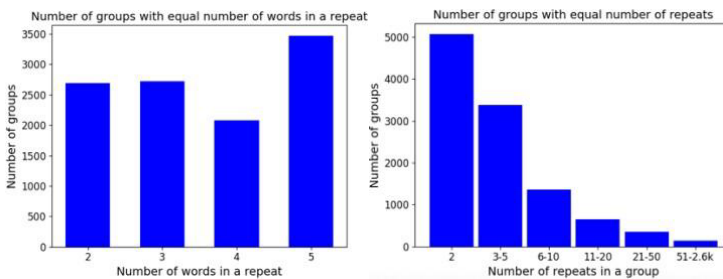 Number of groups with equal number of words in a repeat
3500
3000
2500
2000
1500
1000
500
0
Number of groups
2 3 4 5
Number of words in a repeat
Number of groups with equal number of repeats
5000
4000
3000
2000
1000
0
Number of groups
2 3-5 6-10 11-20 21-50 51-2.6k
Number of repeats in a group